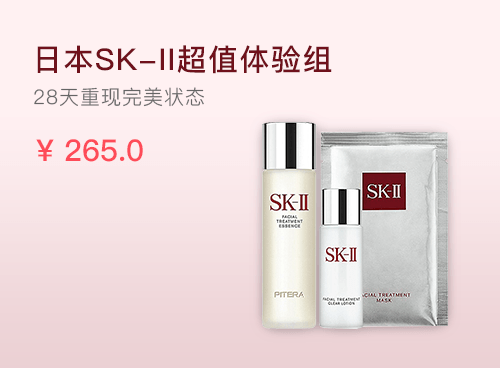 日本SK-II超值体验组
28天重现完美状态
¥ 265.0
SK-II
FACIAL
TREATMENT
ESSENCE
PITERA
SK-II
FACIAL TREATMENT
CLEAR LOTION
SK-II
FACIAL TREATMENT
MASK